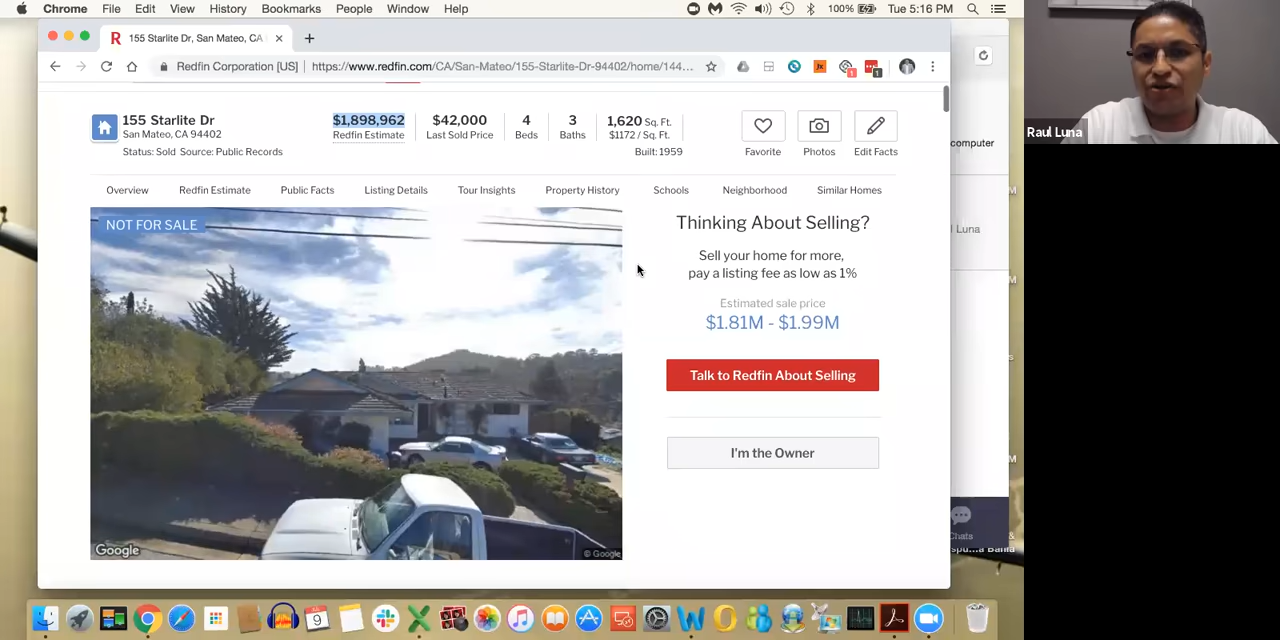 Chrome File Edit View History Bookmarks People Window Help 100% Tue 5:16 PM
R 155 Starlite Dr, San Mateo, CA
Redfin Corporation [US] https://www.redfin.com/CA/San-Mateo/155-Starlite-Dr-94402/home/144...
1
1
155 Starlite Dr
San Mateo, CA 94402
Status: Sold Source: Public Records
$1,898,962
Redfin Estimate
$42,000
Last Sold Price
4
Beds
3
Baths
1,620 Sq. Ft.
$1172 / Sq. Ft.
Built: 1959
Favorite
Photos
Edit Facts
Overview Redfin Estimate Public Facts Listing Details Tour Insights Property History Schools Neighborhood Similar Homes
NOT FOR SALE
Google
© Google
Thinking About Selling?
Sell your home for more,
pay a listing fee as low as 1%
Estimated sale price
$1.81M - $1.99M
Talk to Redfin About Selling
I'm the Owner
computer
Luna
Chats
Raul Luna
9